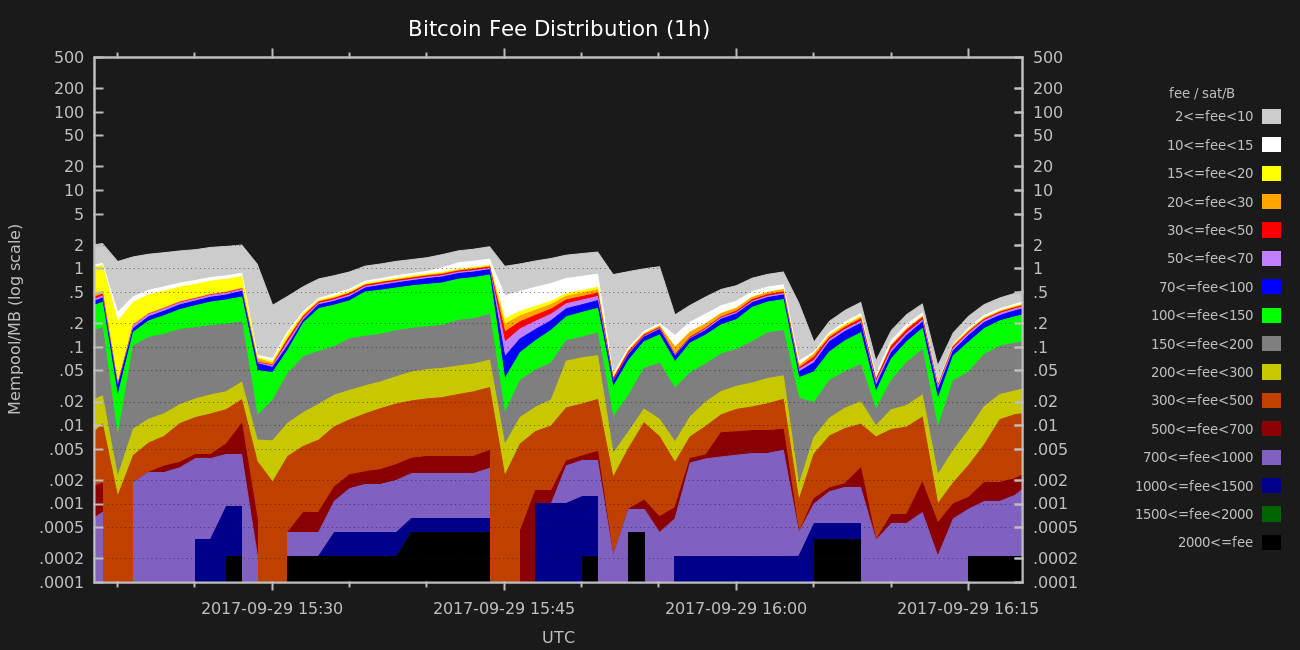 Bitcoin Fee Distribution (1h)
500 500
200 200
100 100
50 50
20 20
10 10
5 5
2 2
1 1
.5 .5
.2 .2
.1 .1
.05 .05
.02 .02
.01 .01
.005 .005
.002 .002
.001 .001
.0005 .0005
.0002 .0002
.0001 .0001
Mempool/MB (log scale)
2017-09-29 15:30 2017-09-29 15:45 2017-09-29 16:00 2017-09-29 16:15
UTC
fee / sat/B
2<=fee<10
10<=fee<15
15<=fee<20
20<=fee<30
30<=fee<50
50<=fee<70
70<=fee<100
100<=fee<150
150<=fee<200
200<=fee<300
300<=fee<500
500<=fee<700
700<=fee<1000
1000<=fee<1500
1500<=fee<2000
2000<=fee